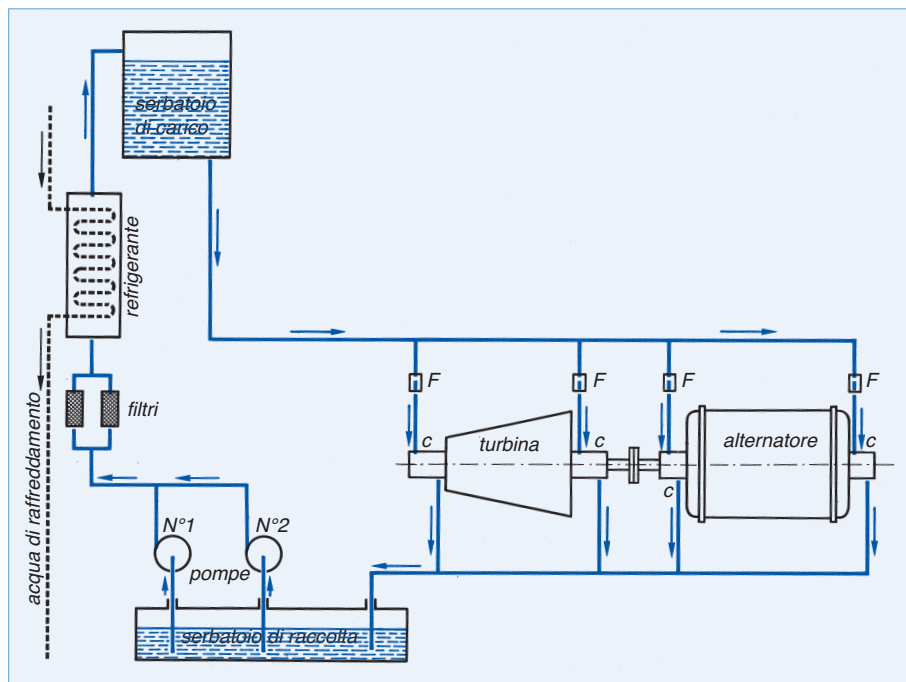 serbatoio
di carico
refrigerante
acqua di raffreddamento
filtri
F
F
F
F
c
turbina
c
alternatore
c
c
N°1
N°2
pompe
serbatoio di raccolta